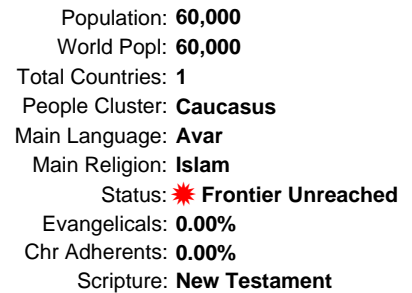 Population: 60,000
World Popl: 60,000
Total Countries: 1
People Cluster: Caucasus
Main Language: Avar
Main Religion: Islam
Status: Frontier Unreached
Evangelicals: 0.00%
Chr Adherents: 0.00%
Scripture: New Testament